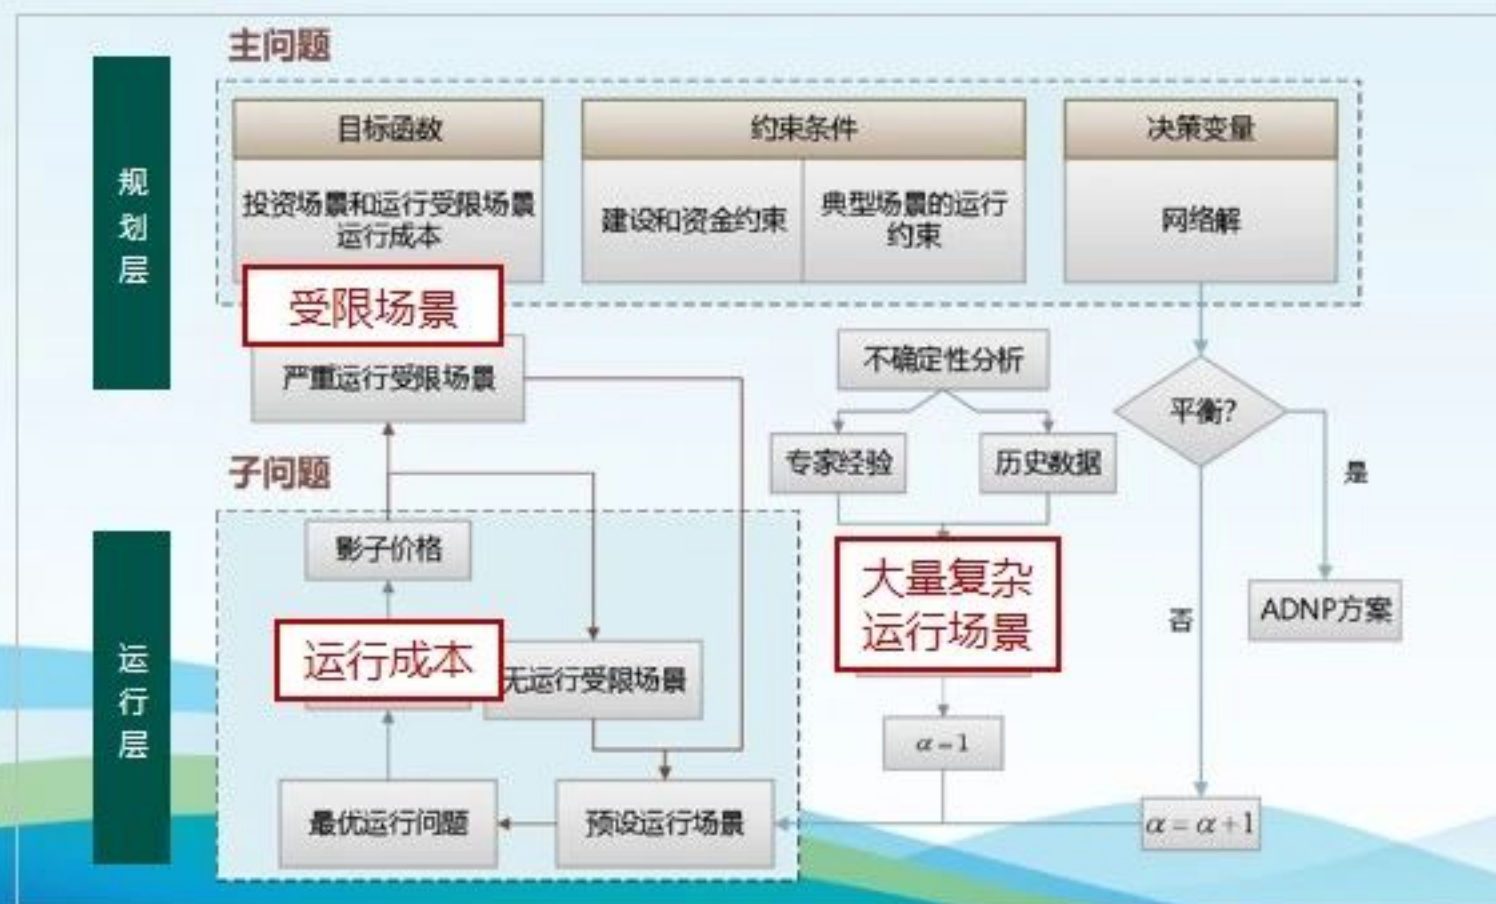 主问题
规划层
目标函数
约束条件
决策变量
投资场景和运行受限场景
运行成本
建设和资金约束
典型场景的运行
约束
网络解
受限场景
严重运行受限场景
不确定性分析
平衡?
专家经验
历史数据
是
子问题
影子价格
大量复杂
运行场景
ADNP方案
否
运行层
运行成本
无运行受限场景
α=1
最优运行问题
预设运行场景
α = α +1